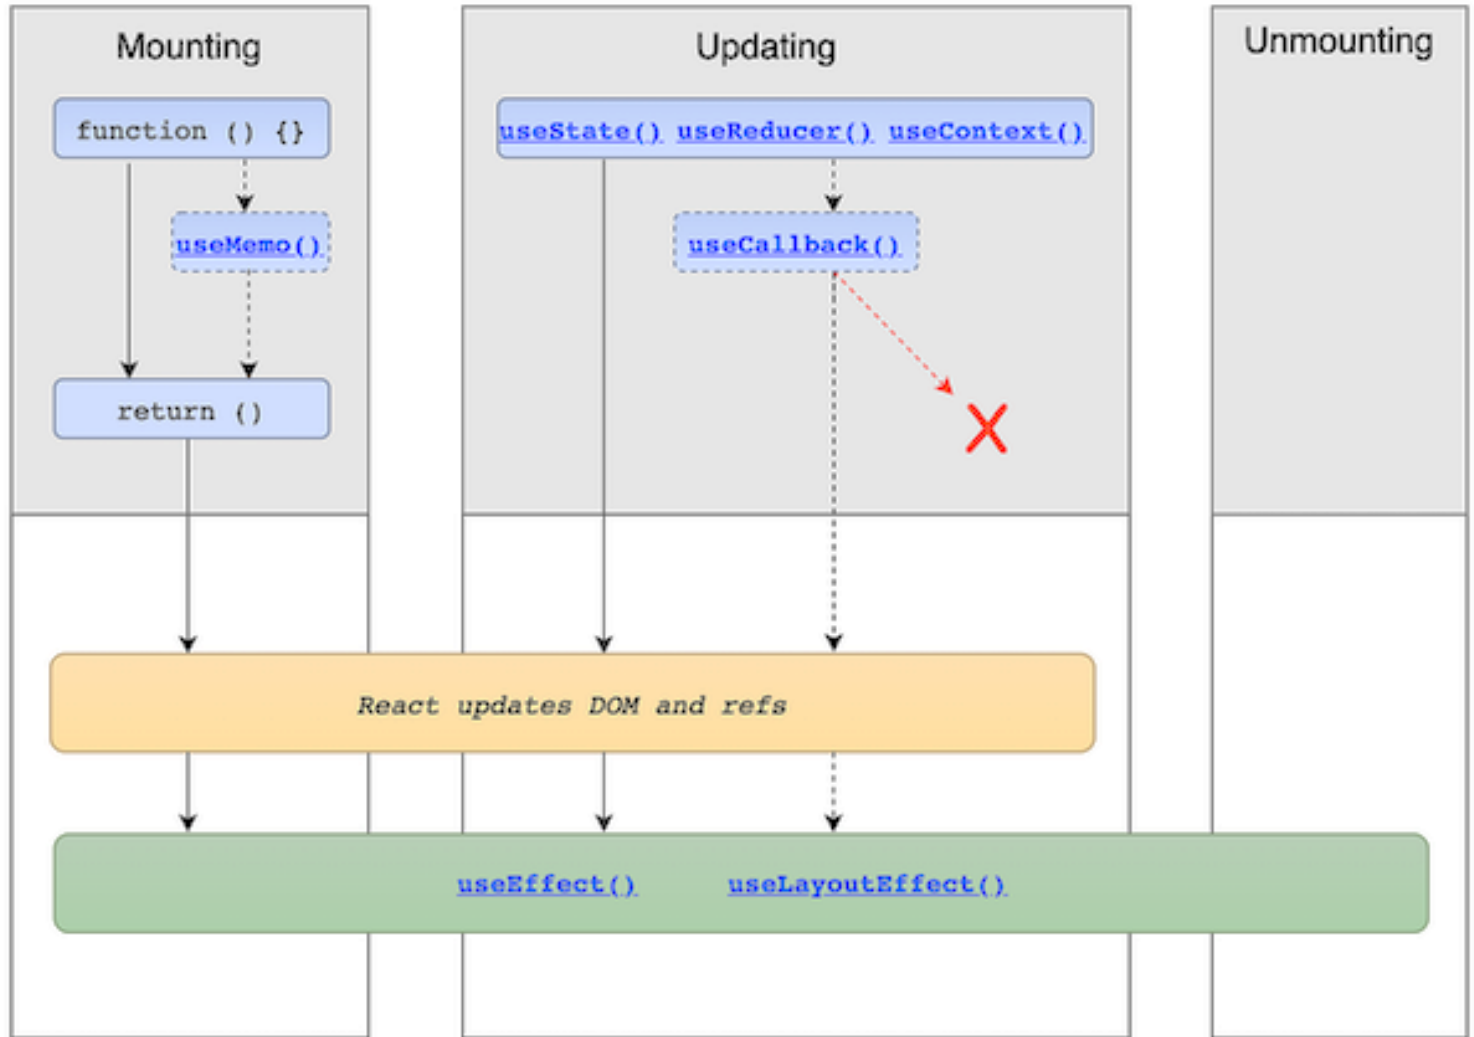 Mounting
function () {}
useMemo()
return ()
Updating
useState() useReducer() useContext()
useCallback()
Unmounting
React updates DOM and refs
useEffect() useLayoutEffect()